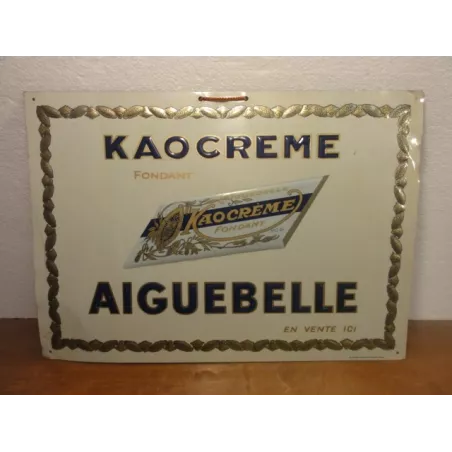 KAOCREME
FONDANT
KAOCRÈME
FONDANT
AIGUEBELLE
EN VENTE ICI